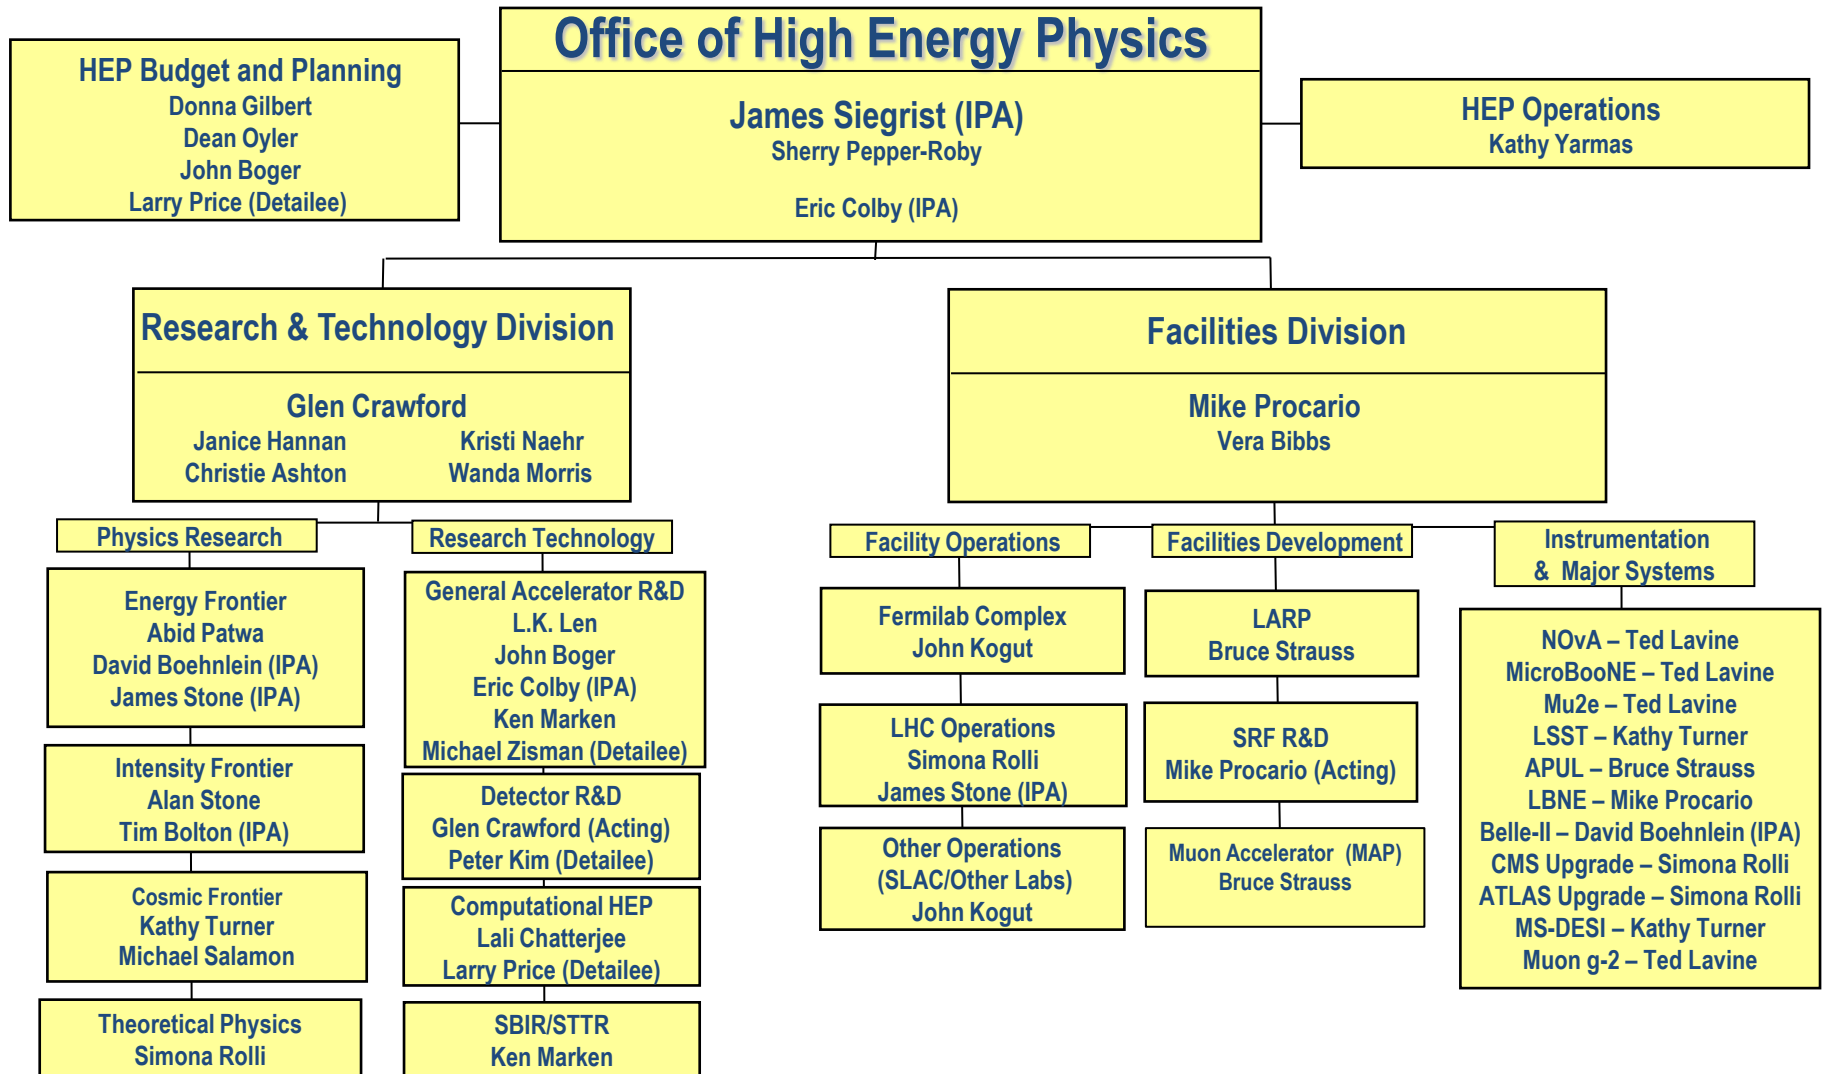 Office of High Energy Physics
James Siegrist (IPA)
Sherry Pepper-Roby
Eric Colby (IPA)
HEP Budget and Planning
Donna Gilbert
Dean Oyler
John Boger
Larry Price (Detailee)
HEP Operations
Kathy Yarmas
Research & Technology Division
Glen Crawford
Janice Hannan Kristi Naehr
Christie Ashton Wanda Morris
Facilities Division
Mike Procario
Vera Bibbs
Physics Research
Energy Frontier
Abid Patwa
David Boehnlein (IPA)
James Stone (IPA)
Intensity Frontier
Alan Stone
Tim Bolton (IPA)
Cosmic Frontier
Kathy Turner
Michael Salamon
Theoretical Physics
Simona Rolli
Research Technology
General Accelerator R&D
L.K. Len
John Boger
Eric Colby (IPA)
Ken Marken
Michael Zisman (Detailee)
Detector R&D
Glen Crawford (Acting)
Peter Kim (Detailee)
Computational HEP
Lali Chatterjee
Larry Price (Detailee)
SBIR/STTR
Ken Marken
Facility Operations
Fermilab Complex
John Kogut
LHC Operations
Simona Rolli
James Stone (IPA)
Other Operations
(SLAC/Other Labs)
John Kogut
Facilities Development
LARP
Bruce Strauss
SRF R&D
Mike Procario (Acting)
Muon Accelerator (MAP)
Bruce Strauss
Instrumentation
& Major Systems
NOvA – Ted Lavine
MicroBooNE – Ted Lavine
Mu2e – Ted Lavine
LSST – Kathy Turner
APUL – Bruce Strauss
LBNE – Mike Procario
Belle-II – David Boehnlein (IPA)
CMS Upgrade – Simona Rolli
ATLAS Upgrade – Simona Rolli
MS-DESI – Kathy Turner
Muon g-2 – Ted Lavine